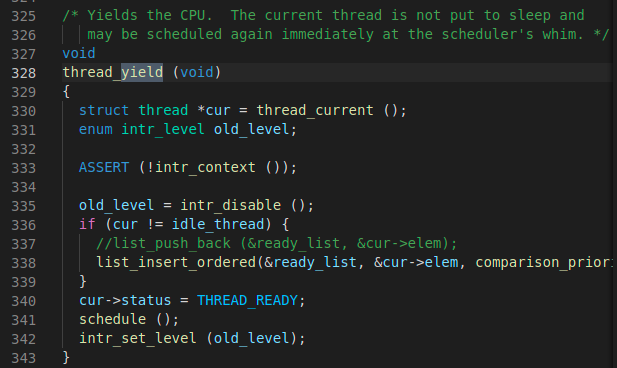 325 /* Yields the CPU.  The current thread is not put to sleep and
326    may be scheduled again immediately at the scheduler's whim. */
327 void
328 thread_yield (void)
329 {
330   struct thread *cur = thread_current ();
331   enum intr_level old_level;
332
333   ASSERT (!intr_context ());
334
335   old_level = intr_disable ();
336   if (cur != idle_thread) {
337     //list_push_back (&ready_list, &cur->elem);
338     list_insert_ordered(&ready_list, &cur->elem, comparison_prior
339   }
340   cur->status = THREAD_READY;
341   schedule ();
342   intr_set_level (old_level);
343 }